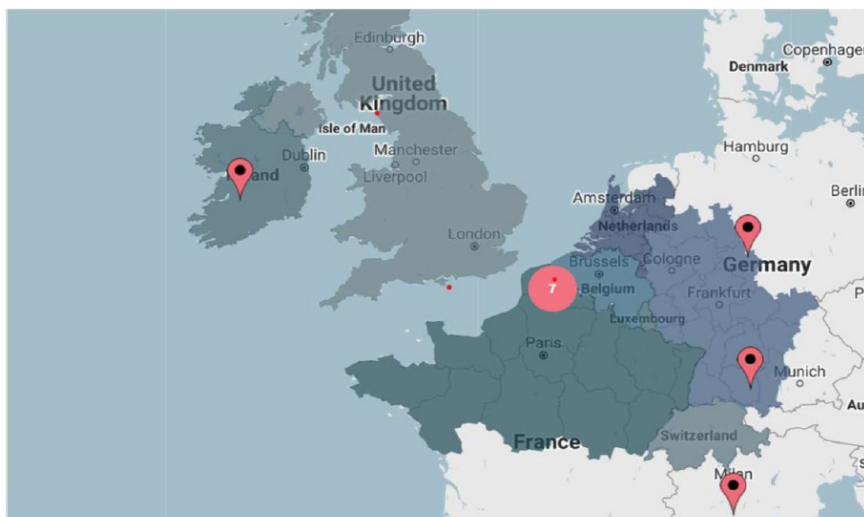 Edinburgh
Copenhagen
Denmark
United
Kingdom
Isle of Man
Hamburg
Dublin
Manchester
Liverpool
Berlin
Amsterdam
Netherlands
London
Brussels
Cologne
Germany
7
Belgium
Frankfurt
Luxembourg
P
Paris
Munich
Au
Switzerland
France
Milan